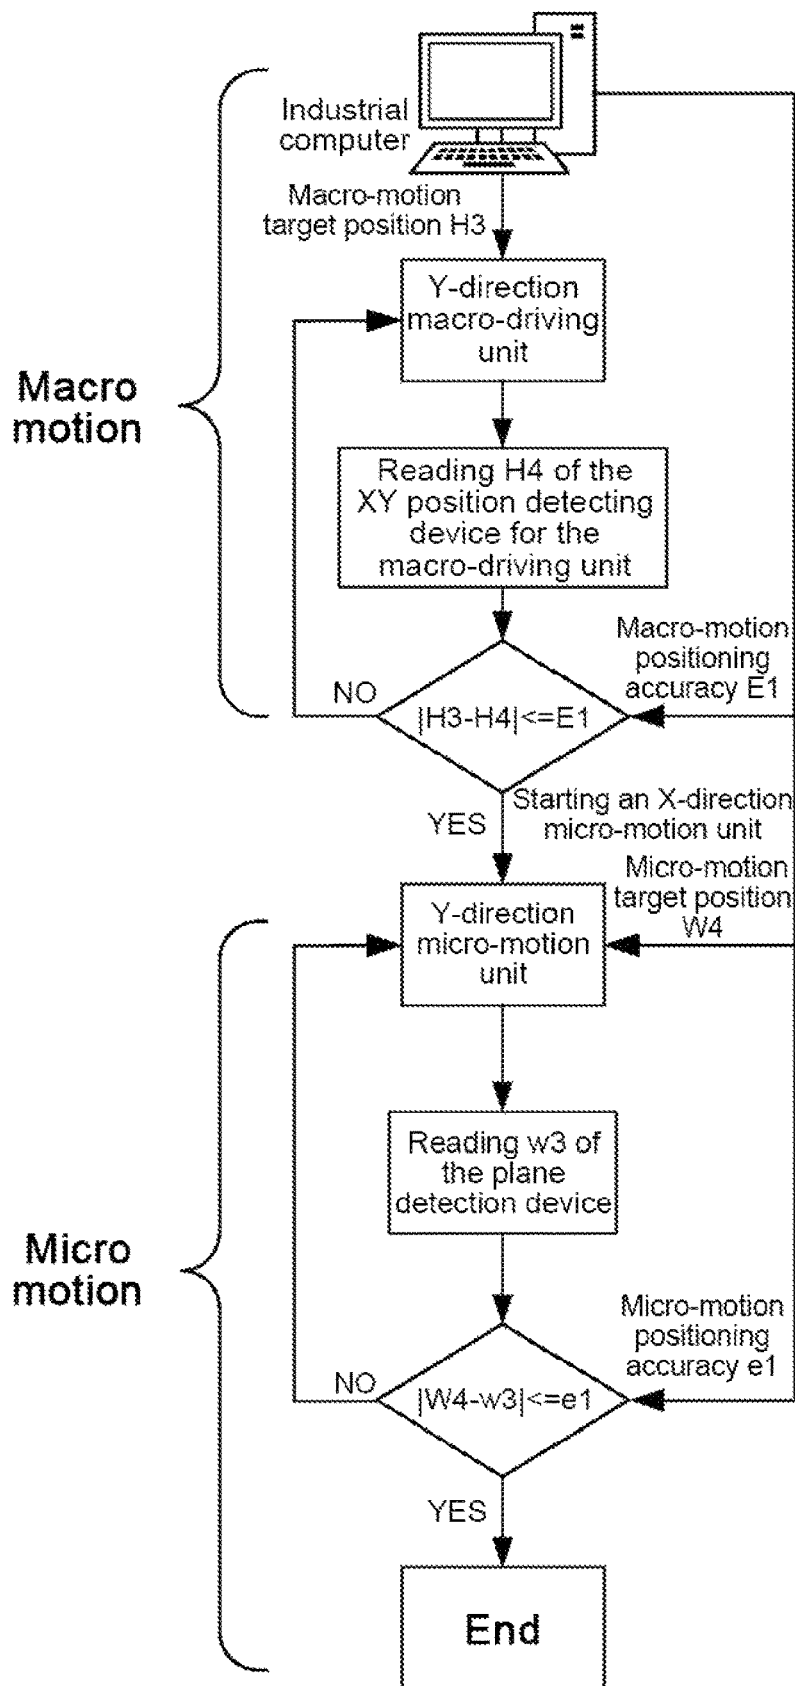 Industrial
computer
Macro-motion
target position H3
Y-direction
macro-driving
unit
Macro
motion
Reading H4 of the
XY position detecting
device for the
macro-driving unit
Macro-motion
positioning
accuracy E1
NO
|H3-H4|<=E1
YES
Starting an X-direction
micro-motion unit
Micro-motion
target position
W4
Y-direction
micro-motion
unit
Reading w3 of
the plane
detection device
Micro
motion
Micro-motion
positioning
accuracy e1
NO
|W4-w3|<=e1
YES
End